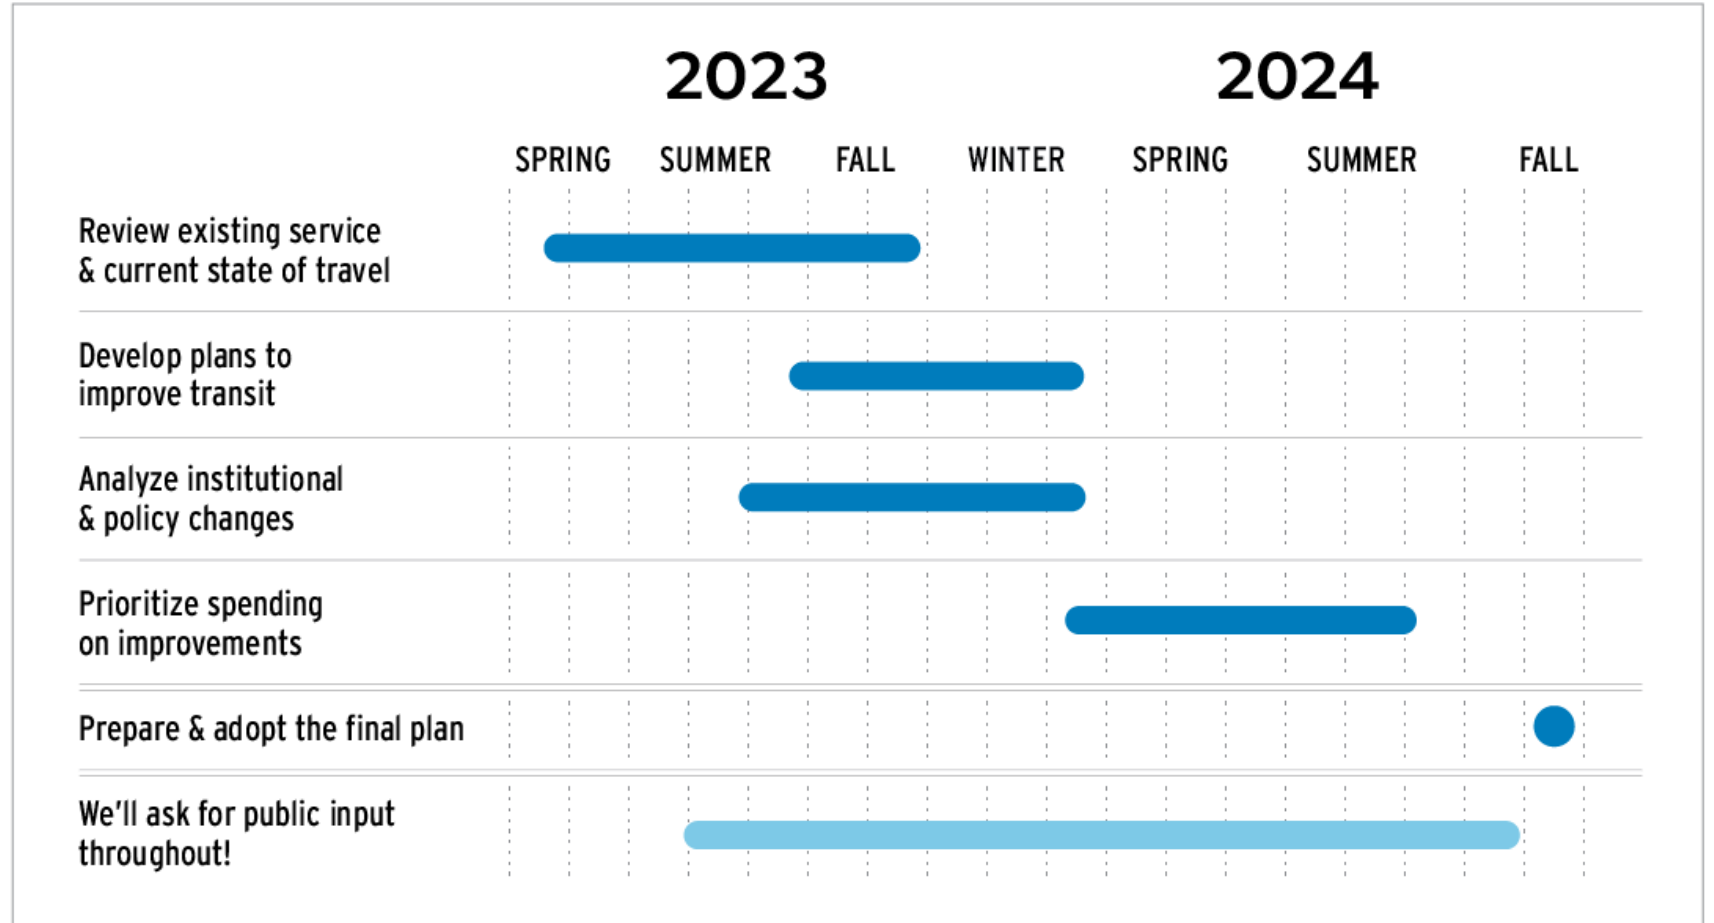 2023 2024
SPRING SUMMER FALL WINTER SPRING SUMMER FALL
Review existing service
& current state of travel
Develop plans to
improve transit
Analyze institutional
& policy changes
Prioritize spending
on improvements
Prepare & adopt the final plan
We’ll ask for public input
throughout!